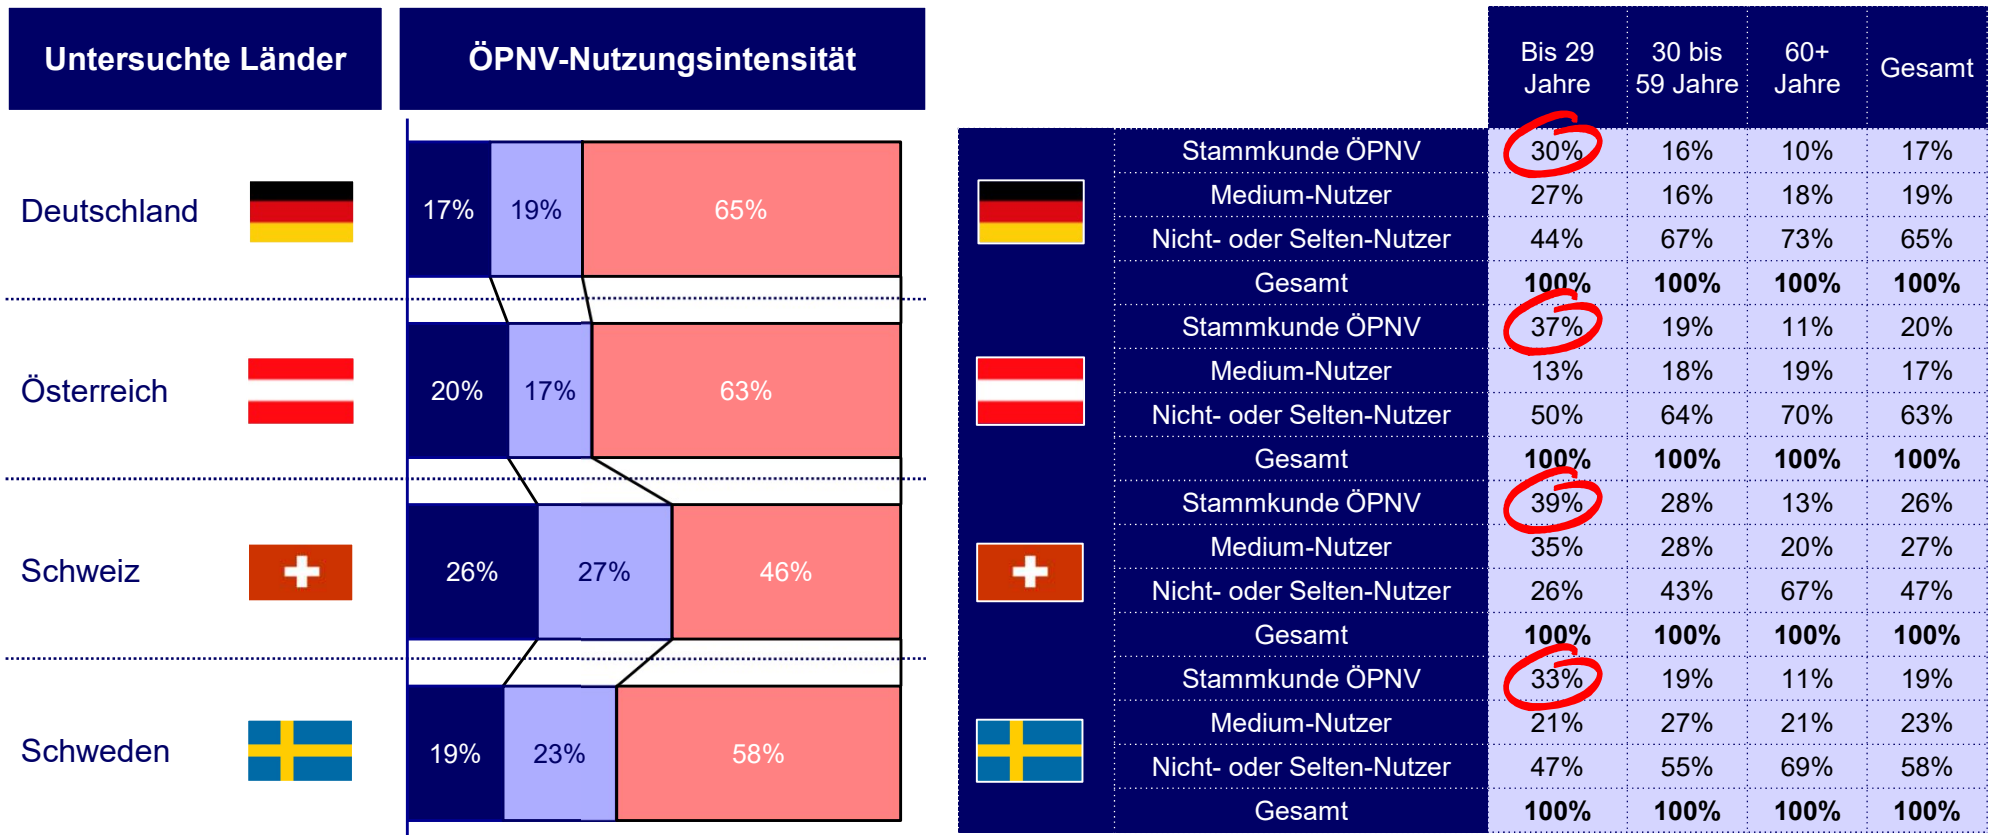 Untersuchte Länder
ÖPNV-Nutzungsintensität
Deutschland
17% 19% 65%
Österreich
20% 17% 63%
Schweiz
26% 27% 46%
Schweden
19% 23% 58%
Bis 29 Jahre
30 bis 59 Jahre
60+ Jahre
Gesamt
Stammkunde ÖPNV 30% 16% 10% 17%
Medium-Nutzer 27% 16% 18% 19%
Nicht- oder Selten-Nutzer 44% 67% 73% 65%
Gesamt 100% 100% 100% 100%
Stammkunde ÖPNV 37% 19% 11% 20%
Medium-Nutzer 13% 18% 19% 17%
Nicht- oder Selten-Nutzer 50% 64% 70% 63%
Gesamt 100% 100% 100% 100%
Stammkunde ÖPNV 39% 28% 13% 26%
Medium-Nutzer 35% 28% 20% 27%
Nicht- oder Selten-Nutzer 26% 43% 67% 47%
Gesamt 100% 100% 100% 100%
Stammkunde ÖPNV 33% 19% 11% 19%
Medium-Nutzer 21% 27% 21% 23%
Nicht- oder Selten-Nutzer 47% 55% 69% 58%
Gesamt 100% 100% 100% 100%